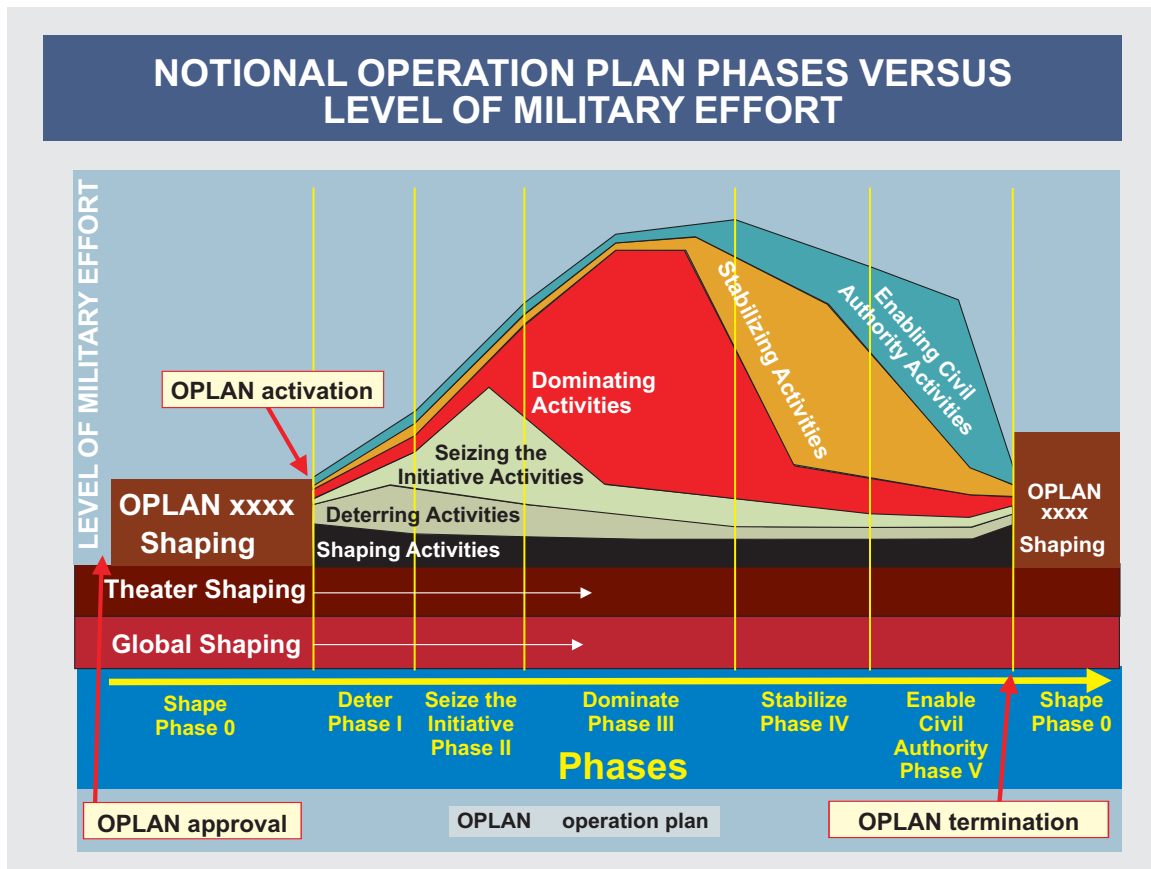 NOTIONAL OPERATION PLAN PHASES VERSUS
LEVEL OF MILITARY EFFORT
LEVEL OF MILITARY EFFORT
OPLAN activation
OPLAN xxxx
Shaping
Dominating
Activities
Stabilizing Activities
Enabling Civil
Authority Activities
Seizing the
Initiative Activities
Deterring Activities
Shaping Activities
OPLAN
xxxx
Shaping
Theater Shaping
Global Shaping
Shape
Phase 0
Deter
Phase I
Seize the
Initiative
Phase II
Dominate
Phase III
Stabilize
Phase IV
Enable
Civil
Authority
Phase V
Shape
Phase 0
Phases
OPLAN approval
OPLAN operation plan
OPLAN termination